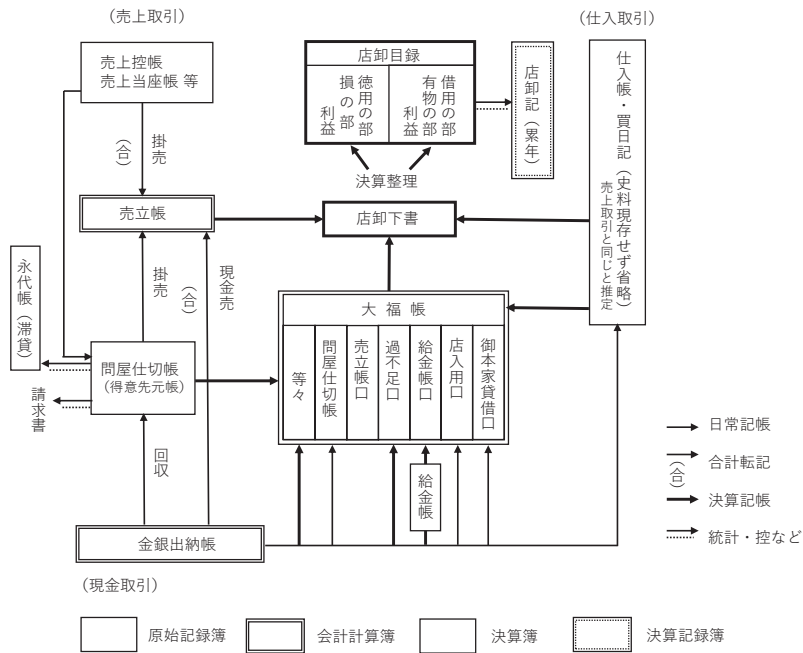 (売上取引)
(仕入取引)
売上控帳
売上当座帳 等
店卸目録
徳用の部
損の部
利益
借用の部
有物の部
利益
店卸記(累年)
仕入帳・買日記(史料現存せず省略)
売上取引と同じと推定
掛売
(合)
決算整理
売立帳
店卸下書
永代帳(滞貸)
掛売
(合)
現金売
大福帳
問屋仕切帳
(得意先元帳)
請求書
等々
問屋仕切帳
売立帳口
過不足口
給金帳口
店入用口
御本家貸借口
回収
給金帳
金銀出納帳
(現金取引)
日常記帳
合計転記
(合)
決算記帳
統計・控など
原始記録簿
会計計算簿
決算簿
決算記録簿